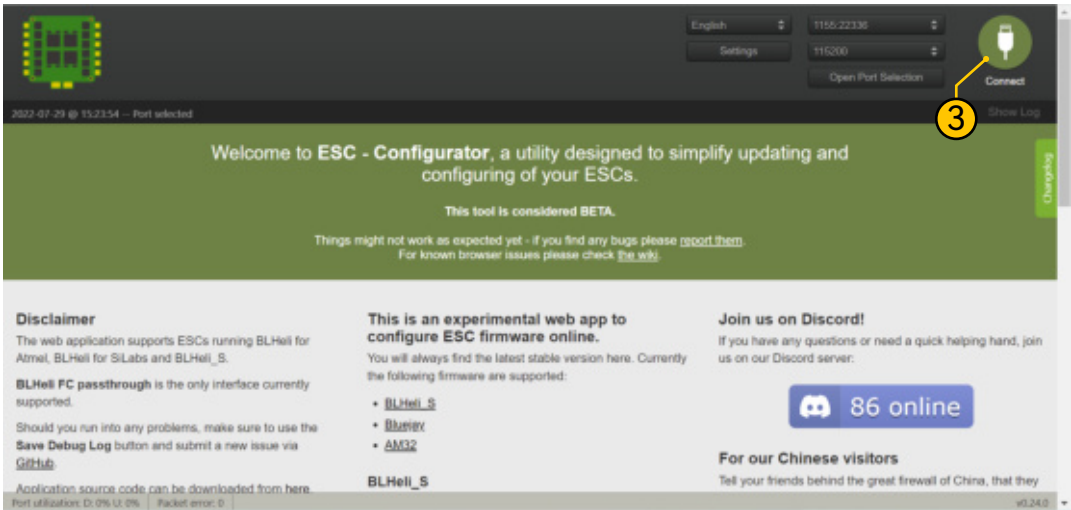 English
1155:22336
Settings
115200
Open Port Selection
Connect
3
2022-07-29 @ 15:23:54 -- Port selected
Show Log
Welcome to ESC - Configurator, a utility designed to simplify updating and
configuring of your ESCs.
This tool is considered BETA.
Things might not work as expected yet - if you find any bugs please report them.
For known browser issues please check the wiki.
Changelog
Disclaimer
The web application supports ESCs running BLHeli for
Atmel, BLHeli for SiLabs and BLHeli_S.
BLHeli FC passthrough is the only interface currently
supported.
Should you run into any problems, make sure to use the
Save Debug Log button and submit a new issue via
GitHub.
Application source code can be downloaded from here.
This is an experimental web app to
configure ESC firmware online.
You will always find the latest stable version here. Currently
the following firmware are supported:
• BLHeli_S
• Bluejay
• AM32
BLHeli_S
Join us on Discord!
If you have any questions or need a quick helping hand, join
us on our Discord server:
86 online
For our Chinese visitors
Tell your friends behind the great firewall of China, that they
Port utilization: D: 0% U: 0%
Packet error: 0
v0.24.0